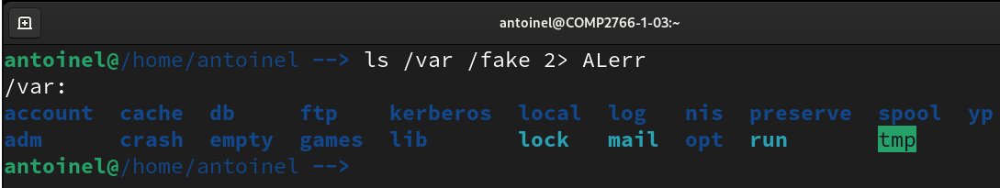 antoinel@COMP2766-1-03:~
antoinel@/home/antoinel --> ls /var /fake 2> ALerr
/var:
account  cache  db     ftp    kerberos  local  log   nis  preserve  spool  yp
adm      crash  empty  games  lib       lock   mail  opt  run       tmp
antoinel@/home/antoinel -->